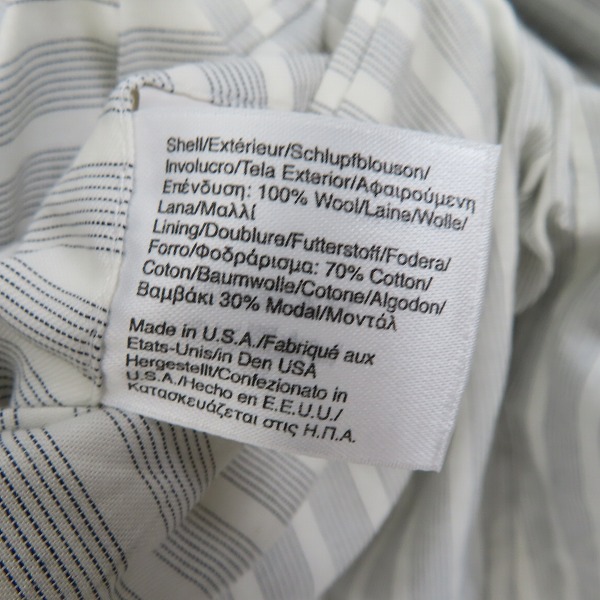 Shell/Extérieur/Schlupfblouson/
Involucro/Tela Exterior/Αφαιρούμενη
Επένδυση: 100% Wool/Laine/Wolle/
Lana/Μαλλί
Lining/Doublure/Futterstoff/Fodera/
Forro/Φοδράρισμα: 70% Cotton/
Coton/Baumwolle/Cotone/Algodon/
Βαμβάκι 30% Modal/Μοντάλ
Made in U.S.A./Fabriqué aux
Etats-Unis/in Den USA
Hergestellt/Confezionato in
U.S.A./Hecho en E.E.U.U./
Κατασκευάζεται στις Η.Π.Α.